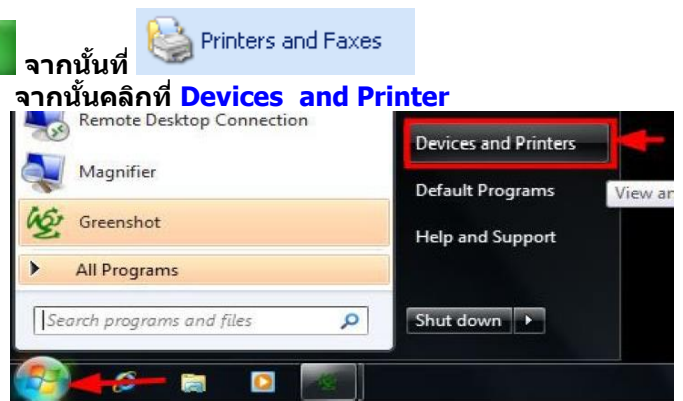 Printers and Faxes
จากนั้นที่
จากนั้นคลิกที่ Devices and Printer
Remote Desktop Connection
Magnifier
Greenshot
All Programs
Search programs and files
Devices and Printers
Default Programs
View an
Help and Support
Shut down